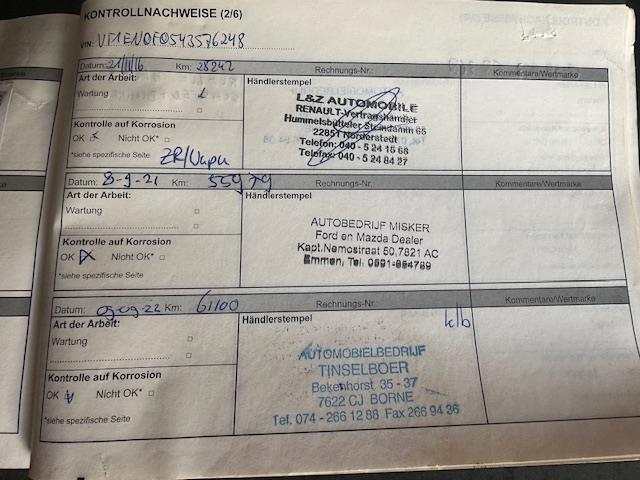 KONTROLLNACHWEISE (2/6)
VIN: VF1EN0F0543576248
Datum: 21/11/16 Km: 28242 Rechnungs-Nr.: Kommentare/Wertmarke
Art der Arbeit: Händlerstempel
Wartung
L&Z AUTOMOBILE
RENAULT-Vertragshändler
Hummelsbütteler Steindamm 66
22851 Norderstedt
Telefon: 040 - 5 24 15 68
Telefax: 040 - 5 24 84 27
Kontrolle auf Korrosion
OK Nicht OK*
*siehe spezifische Seite
Datum: 8-9-21 Km: 55979 Rechnungs-Nr.: Kommentare/Wertmarke
Art der Arbeit: Händlerstempel
Wartung
AUTOBEDRIJF MISKER
Ford en Mazda Dealer
Kapt.Nemostraat 50,7821 AC
Emmen, Tel. 0591-654789
Kontrolle auf Korrosion
OK Nicht OK*
*siehe spezifische Seite
Datum: 09-09-22 Km: 61100 Rechnungs-Nr.: Kommentare/Wertmarke
Art der Arbeit: Händlerstempel
Wartung
AUTOMOBIELBEDRIJF
TINSELBOER
Bekenhorst 35 - 37
7622 CJ BORNE
Tel. 074 - 266 12 88 Fax 266 94 36
Kontrolle auf Korrosion
OK Nicht OK*
*siehe spezifische Seite